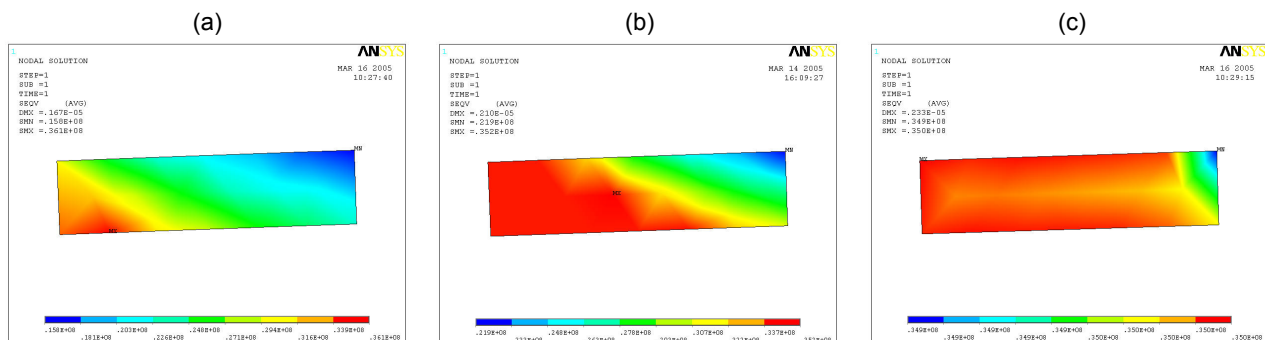 (a)
1
ANSYS
NODAL SOLUTION
MAR 16 2005
10:27:40
STEP=1
SUB =1
TIME=1
SEQV (AVG)
DMX =.167E-05
SMN =.158E+08
SMX =.361E+08
MN
MX
.158E+08 .203E+08 .248E+08 .294E+08 .339E+08
.181E+08 .226E+08 .271E+08 .316E+08 .361E+08
(b)
1
ANSYS
NODAL SOLUTION
MAR 14 2005
16:09:27
STEP=1
SUB =1
TIME=1
SEQV (AVG)
DMX =.210E-05
SMN =.219E+08
SMX =.352E+08
MN
MX
.219E+08 .248E+08 .278E+08 .307E+08 .337E+08
(c)
1
ANSYS
NODAL SOLUTION
MAR 16 2005
10:29:15
STEP=1
SUB =1
TIME=1
SEQV (AVG)
DMX =.233E-05
SMN =.349E+08
SMX =.350E+08
MN
MX
.349E+08 .349E+08 .349E+08 .350E+08 .350E+08
.349E+08 .349E+08 .350E+08 .350E+08 .350E+08